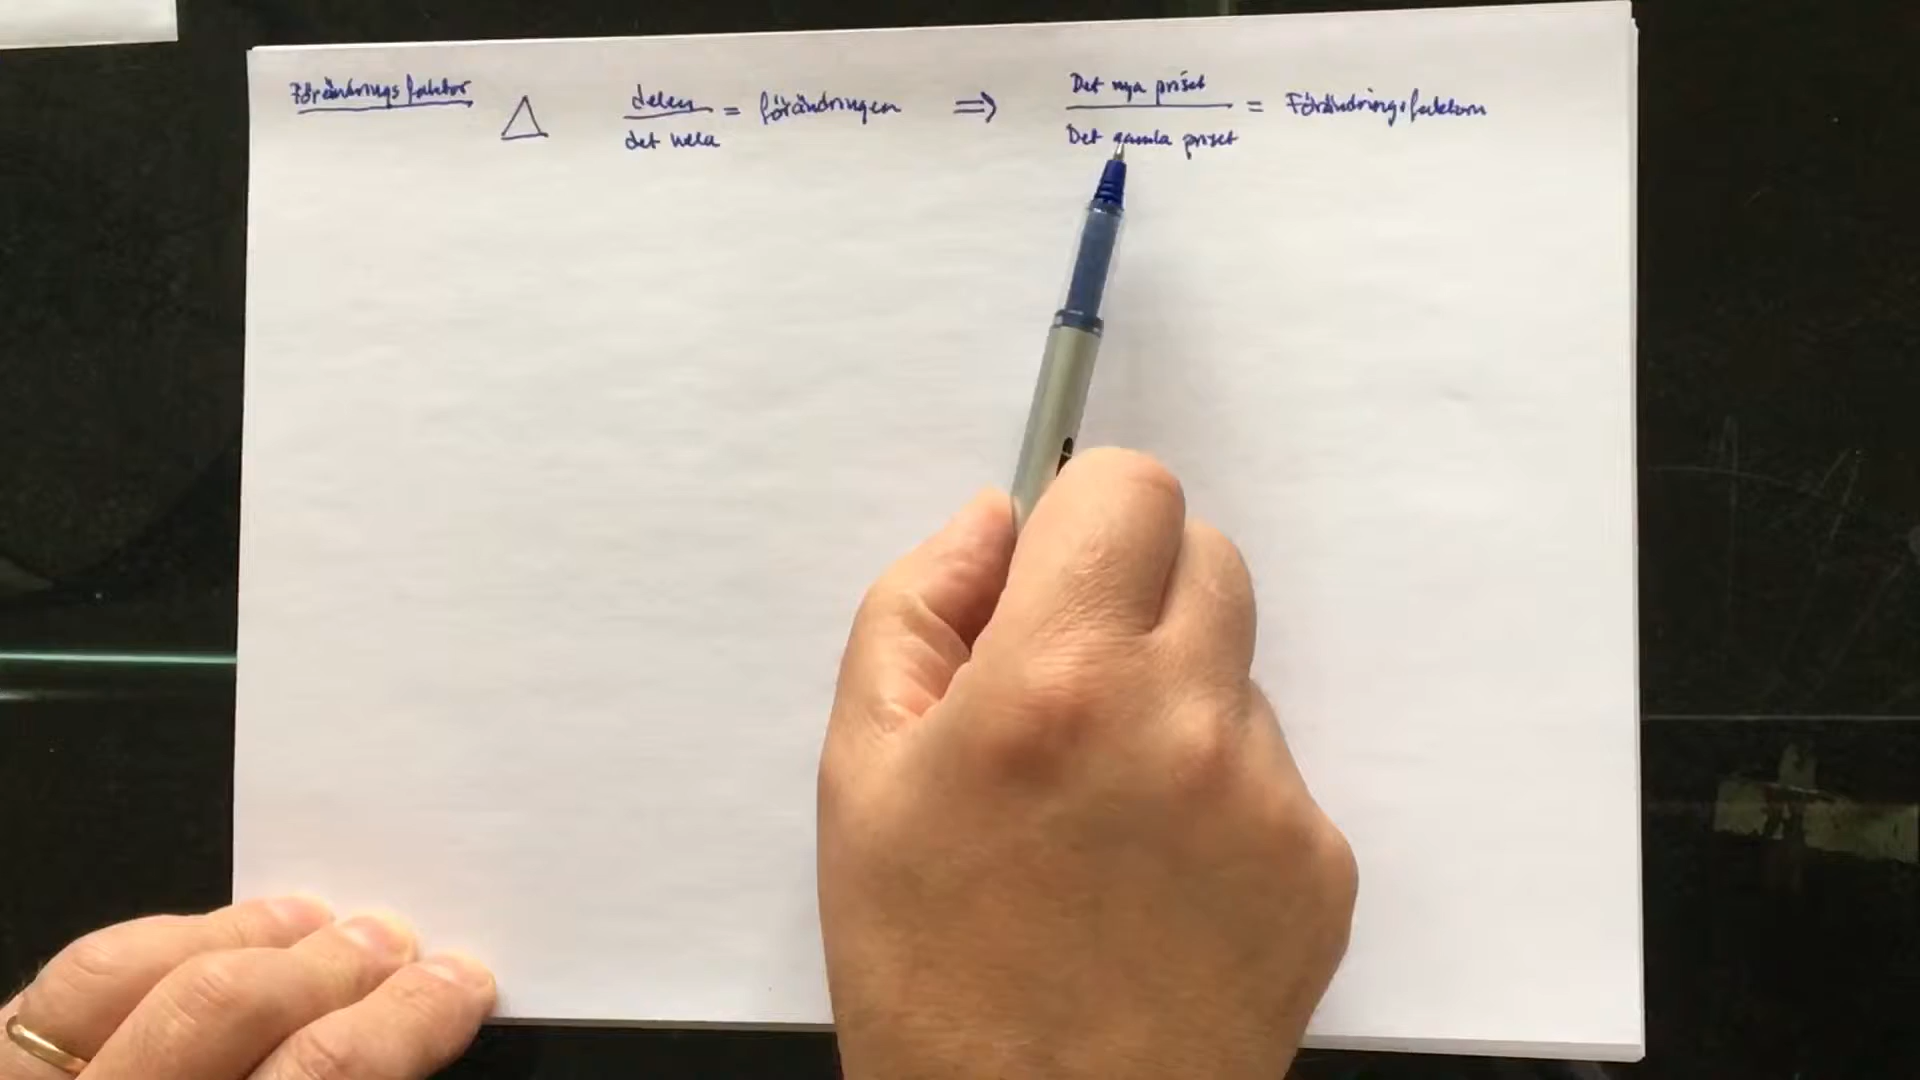 Förändringsfaktor
△ delen / det hela = förändringen ⇒ Det nya priset / Det gamla priset = Förändringsfaktorn